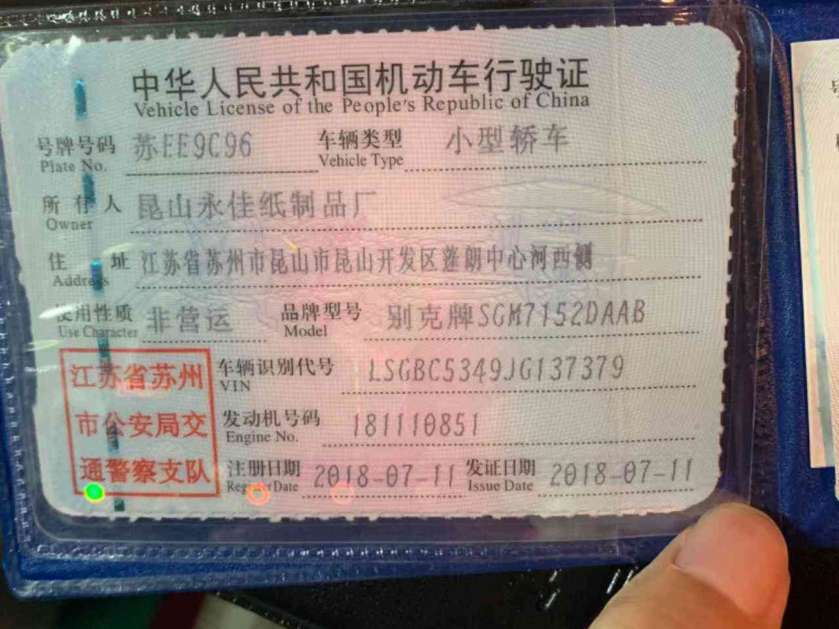 中华人民共和国机动车行驶证
Vehicle License of the People's Republic of China
号牌号码 苏EE9C96 车辆类型 小型轿车
Plate No. Vehicle Type
所有人 昆山永佳纸制品厂
Owner
住址 江苏省苏州市昆山市昆山开发区蓬朗中心河西侧
Address
使用性质 非营运 品牌型号 别克牌SGM7152DAAB
Use Character Model
江苏省苏州 车辆识别代号 LSGBC5349JG137379
VIN
市公安局交 发动机号码 181110851
Engine No.
通警察支队 注册日期 2018-07-11 发证日期 2018-07-11
Register Date Issue Date